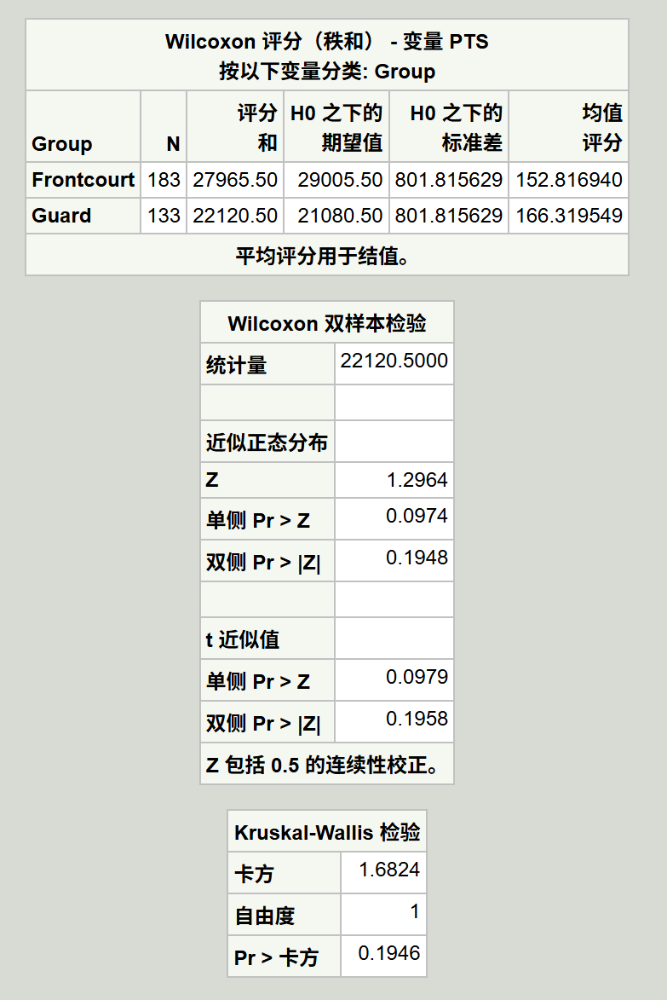 Wilcoxon 评分（秩和） - 变量 PTS
按以下变量分类: Group
Group N 评分和 H0 之下的期望值 H0 之下的标准差 均值评分
Frontcourt 183 27965.50 29005.50 801.815629 152.816940
Guard 133 22120.50 21080.50 801.815629 166.319549
平均评分用于结值。
Wilcoxon 双样本检验
统计量 22120.5000
近似正态分布
Z 1.2964
单侧 Pr > Z 0.0974
双侧 Pr > |Z| 0.1948
t 近似值
单侧 Pr > Z 0.0979
双侧 Pr > |Z| 0.1958
Z 包括 0.5 的连续性校正。
Kruskal-Wallis 检验
卡方 1.6824
自由度 1
Pr > 卡方 0.1946